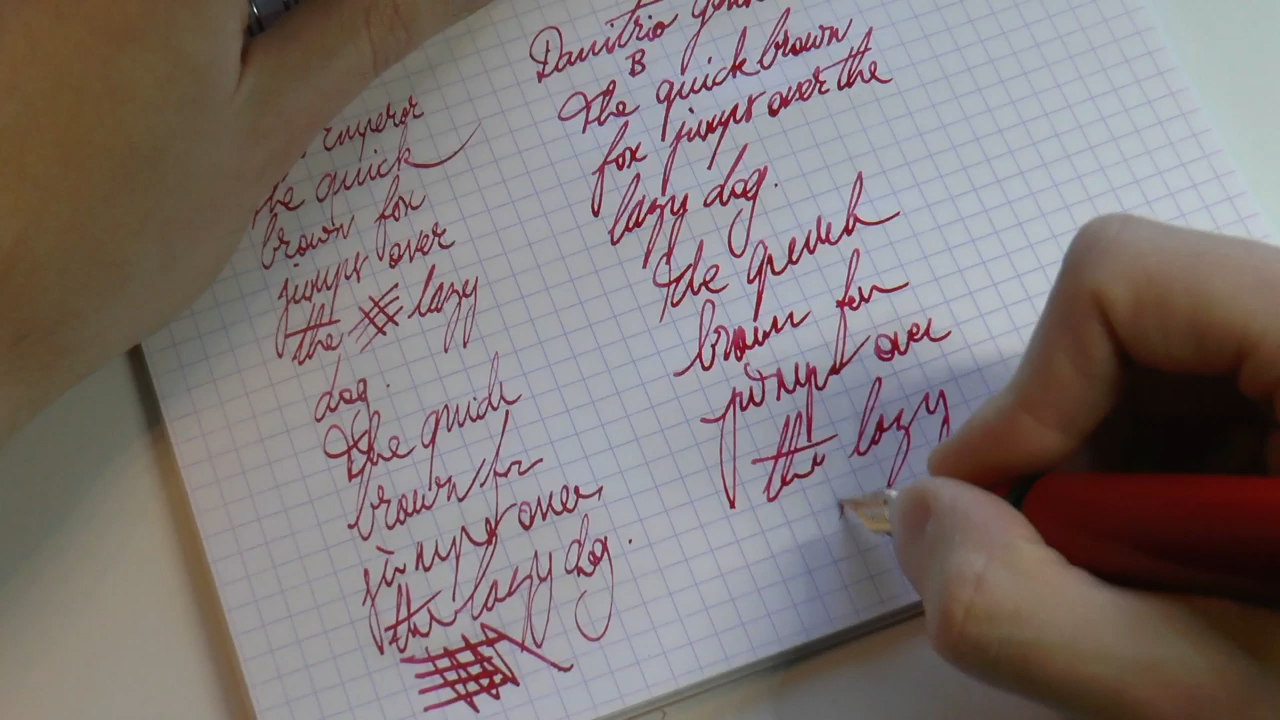 emperor
the quick
brown fox
jumps over
the lazy
dog.
The quick
brown fox
jumps over
the lazy dog.
Danitrio
B
The quick brown
fox jumps over the
lazy dog.
The quick
brown fox
jumps over
the lazy